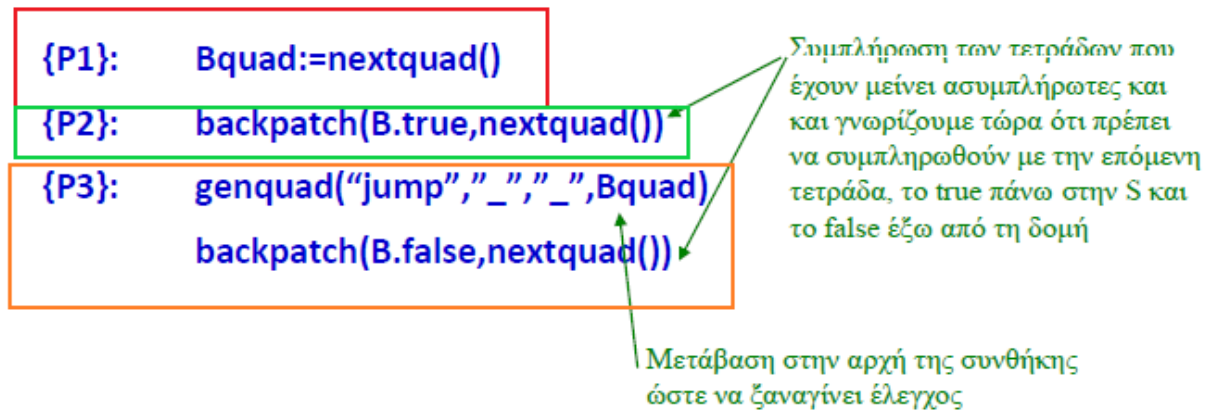 {P1}: Bquad:=nextquad()
{P2}: backpatch(B.true,nextquad())
{P3}: genquad(“jump”,”_”,”_”,Bquad)
backpatch(B.false,nextquad())
Συμπλήρωση των τετράδων που
έχουν μείνει ασυμπλήρωτες και
και γνωρίζουμε τώρα ότι πρέπει
να συμπληρωθούν με την επόμενη
τετράδα, το true πάνω στην S και
το false έξω από τη δομή
Μετάβαση στην αρχή της συνθήκης
ώστε να ξαναγίνει έλεγχος